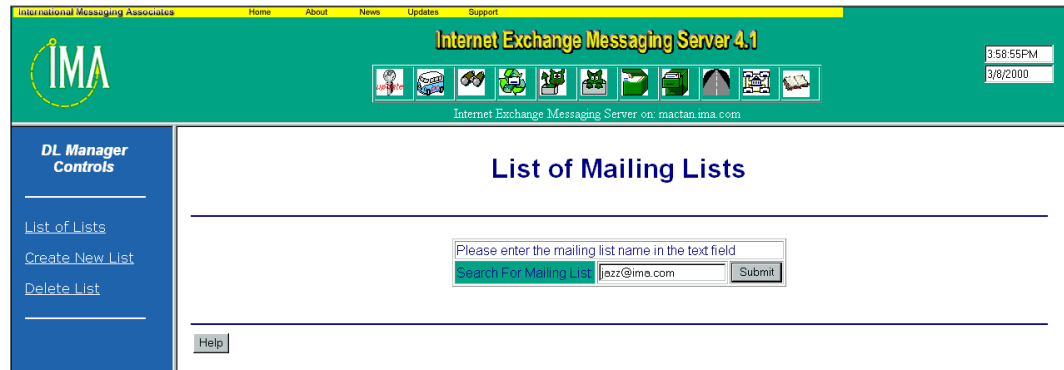 International Messaging Associates Home About News Updates Support
IMA
Internet Exchange Messaging Server 4.1
3:58:55PM
3/8/2000
update
Internet Exchange Messaging Server on: mactan.ima.com
DL Manager
Controls
List of Lists
Create New List
Delete List
List of Mailing Lists
Please enter the mailing list name in the text field
Search For Mailing List jazz@ima.com Submit
Help